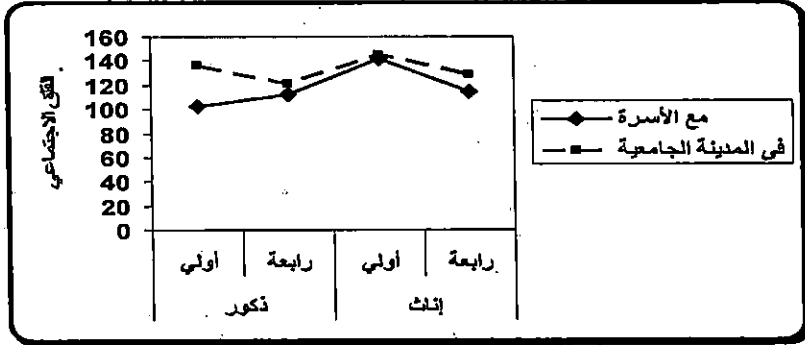 القلق الاجتماعي
160
140
120
100
80
60
40
20
0
أولي رابعة أولي رابعة
ذكور إناث
مع الأسرة
في المدينة الجامعية